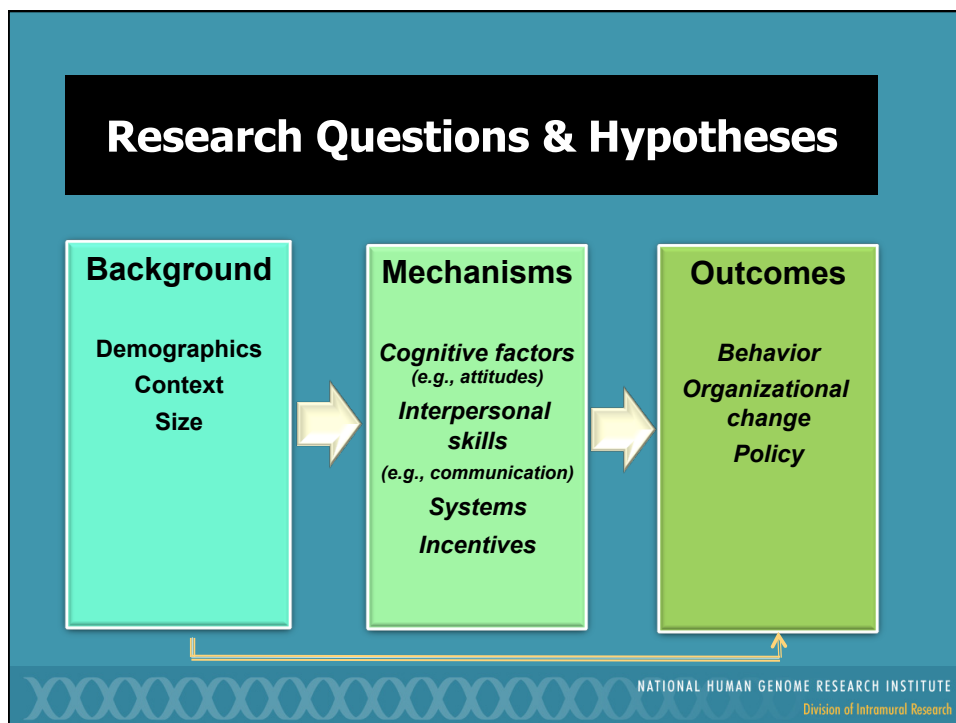 Research Questions & Hypotheses
Background
Demographics
Context
Size
Mechanisms
Cognitive factors
(e.g., attitudes)
Interpersonal
skills
(e.g., communication)
Systems
Incentives
Outcomes
Behavior
Organizational
change
Policy
NATIONAL HUMAN GENOME RESEARCH INSTITUTE
Division of Intramural Research